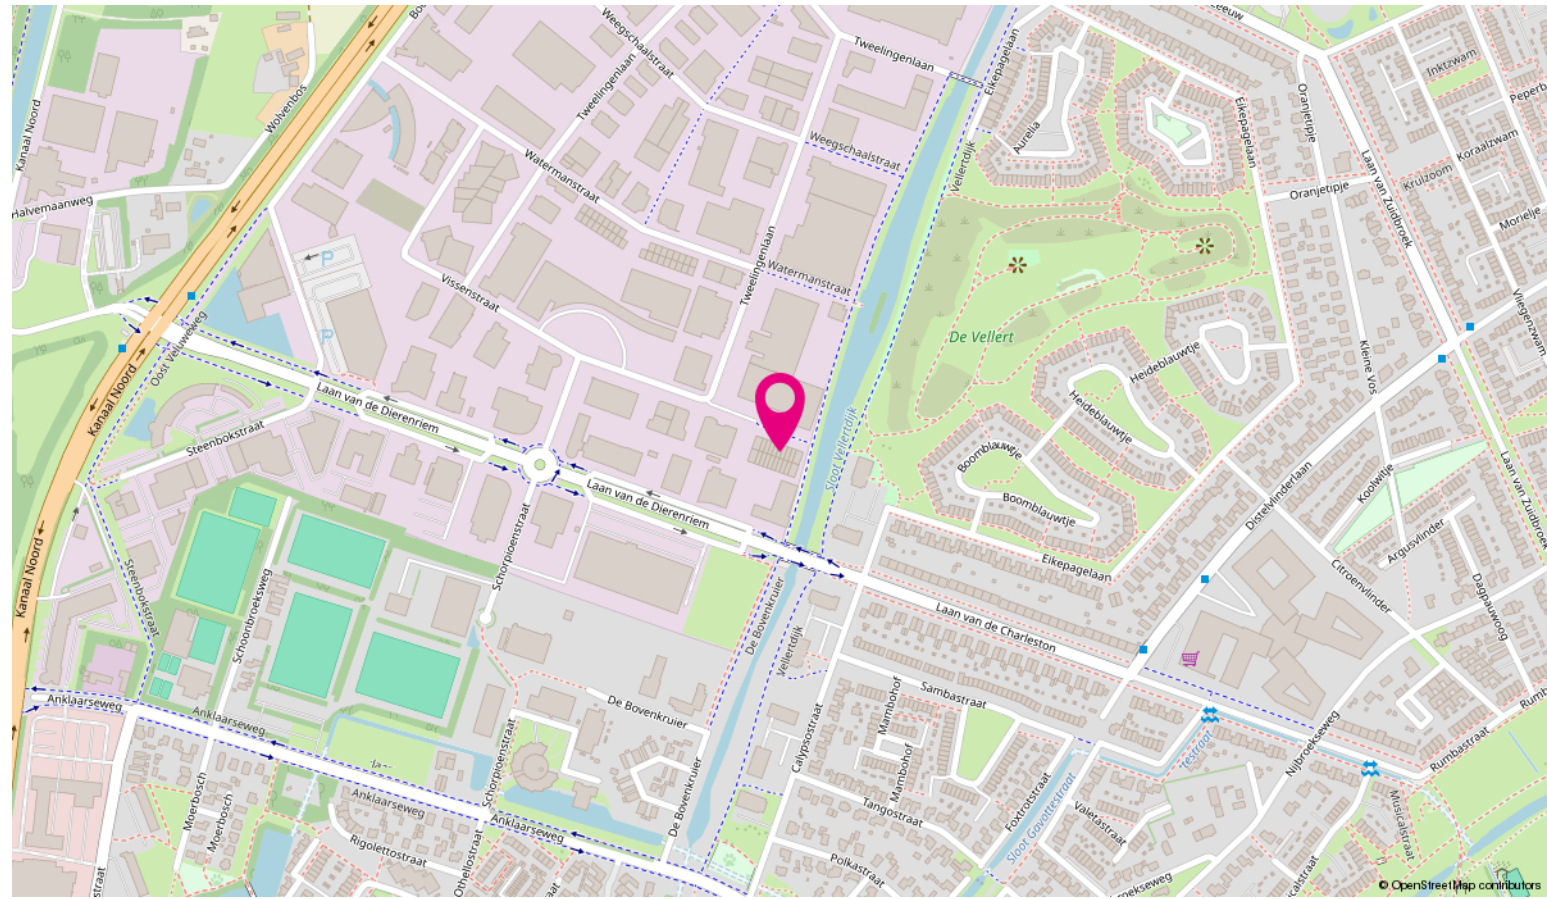 Weegschaalstraat
Tweelingenlaan
Eikepagelaan
Inktzwam
Kanaal Noord
Wolvenbos
Tweelingenlaan
Oranjetipje
Eikepagelaan
Koraalzwam
Aurelia
Weegschaalstraat
Vellertdijk
Laan van Zuidbroek
Kruizoom
Watermanstraat
Oranjetipje
Halvemaanweg
Morielje
P
Tweelingenlaan
Watermanstraat
Vissenstraat
Vliegenzwam
P
De Vellert
Oost Veluweweg
Kleine Vos
Heideblauwtje
Kanaal Noord
Laan van de Dierenriem
Heideblauwtje
Steenbokstraat
Sloot Vellertdijk
Boomblauwtje
Koolwitje
Laan van Zuidbroek
Distelvlinderlaan
Laan van de Dierenriem
Boomblauwtje
Argusvlinder
Schorpioenstraat
Eikepagelaan
Kanaal Noord
Steenbokstraat
Schoonbroeksweg
Citroenvlinder
Dagpauwoog
De Bovenkruier
Laan van de Charleston
Vellertdijk
Anklaarseweg
Anklaarseweg
De Bovenkruier
Sambastraat
Mambohof
Calypsostraat
Schorpioenstraat
Mambohof
Nijbroekseweg
Rumbastraat
Moerbosch
Moerbosch
Anklaarseweg
Anklaarseweg
De Bovenkruier
Tangostraat
Foxtrotstraat
Valetastraat
Musicalstraat
Rigolettostraat
Othellostraat
Sloot Gavottestraat
Polkastraat
© OpenStreetMap contributors